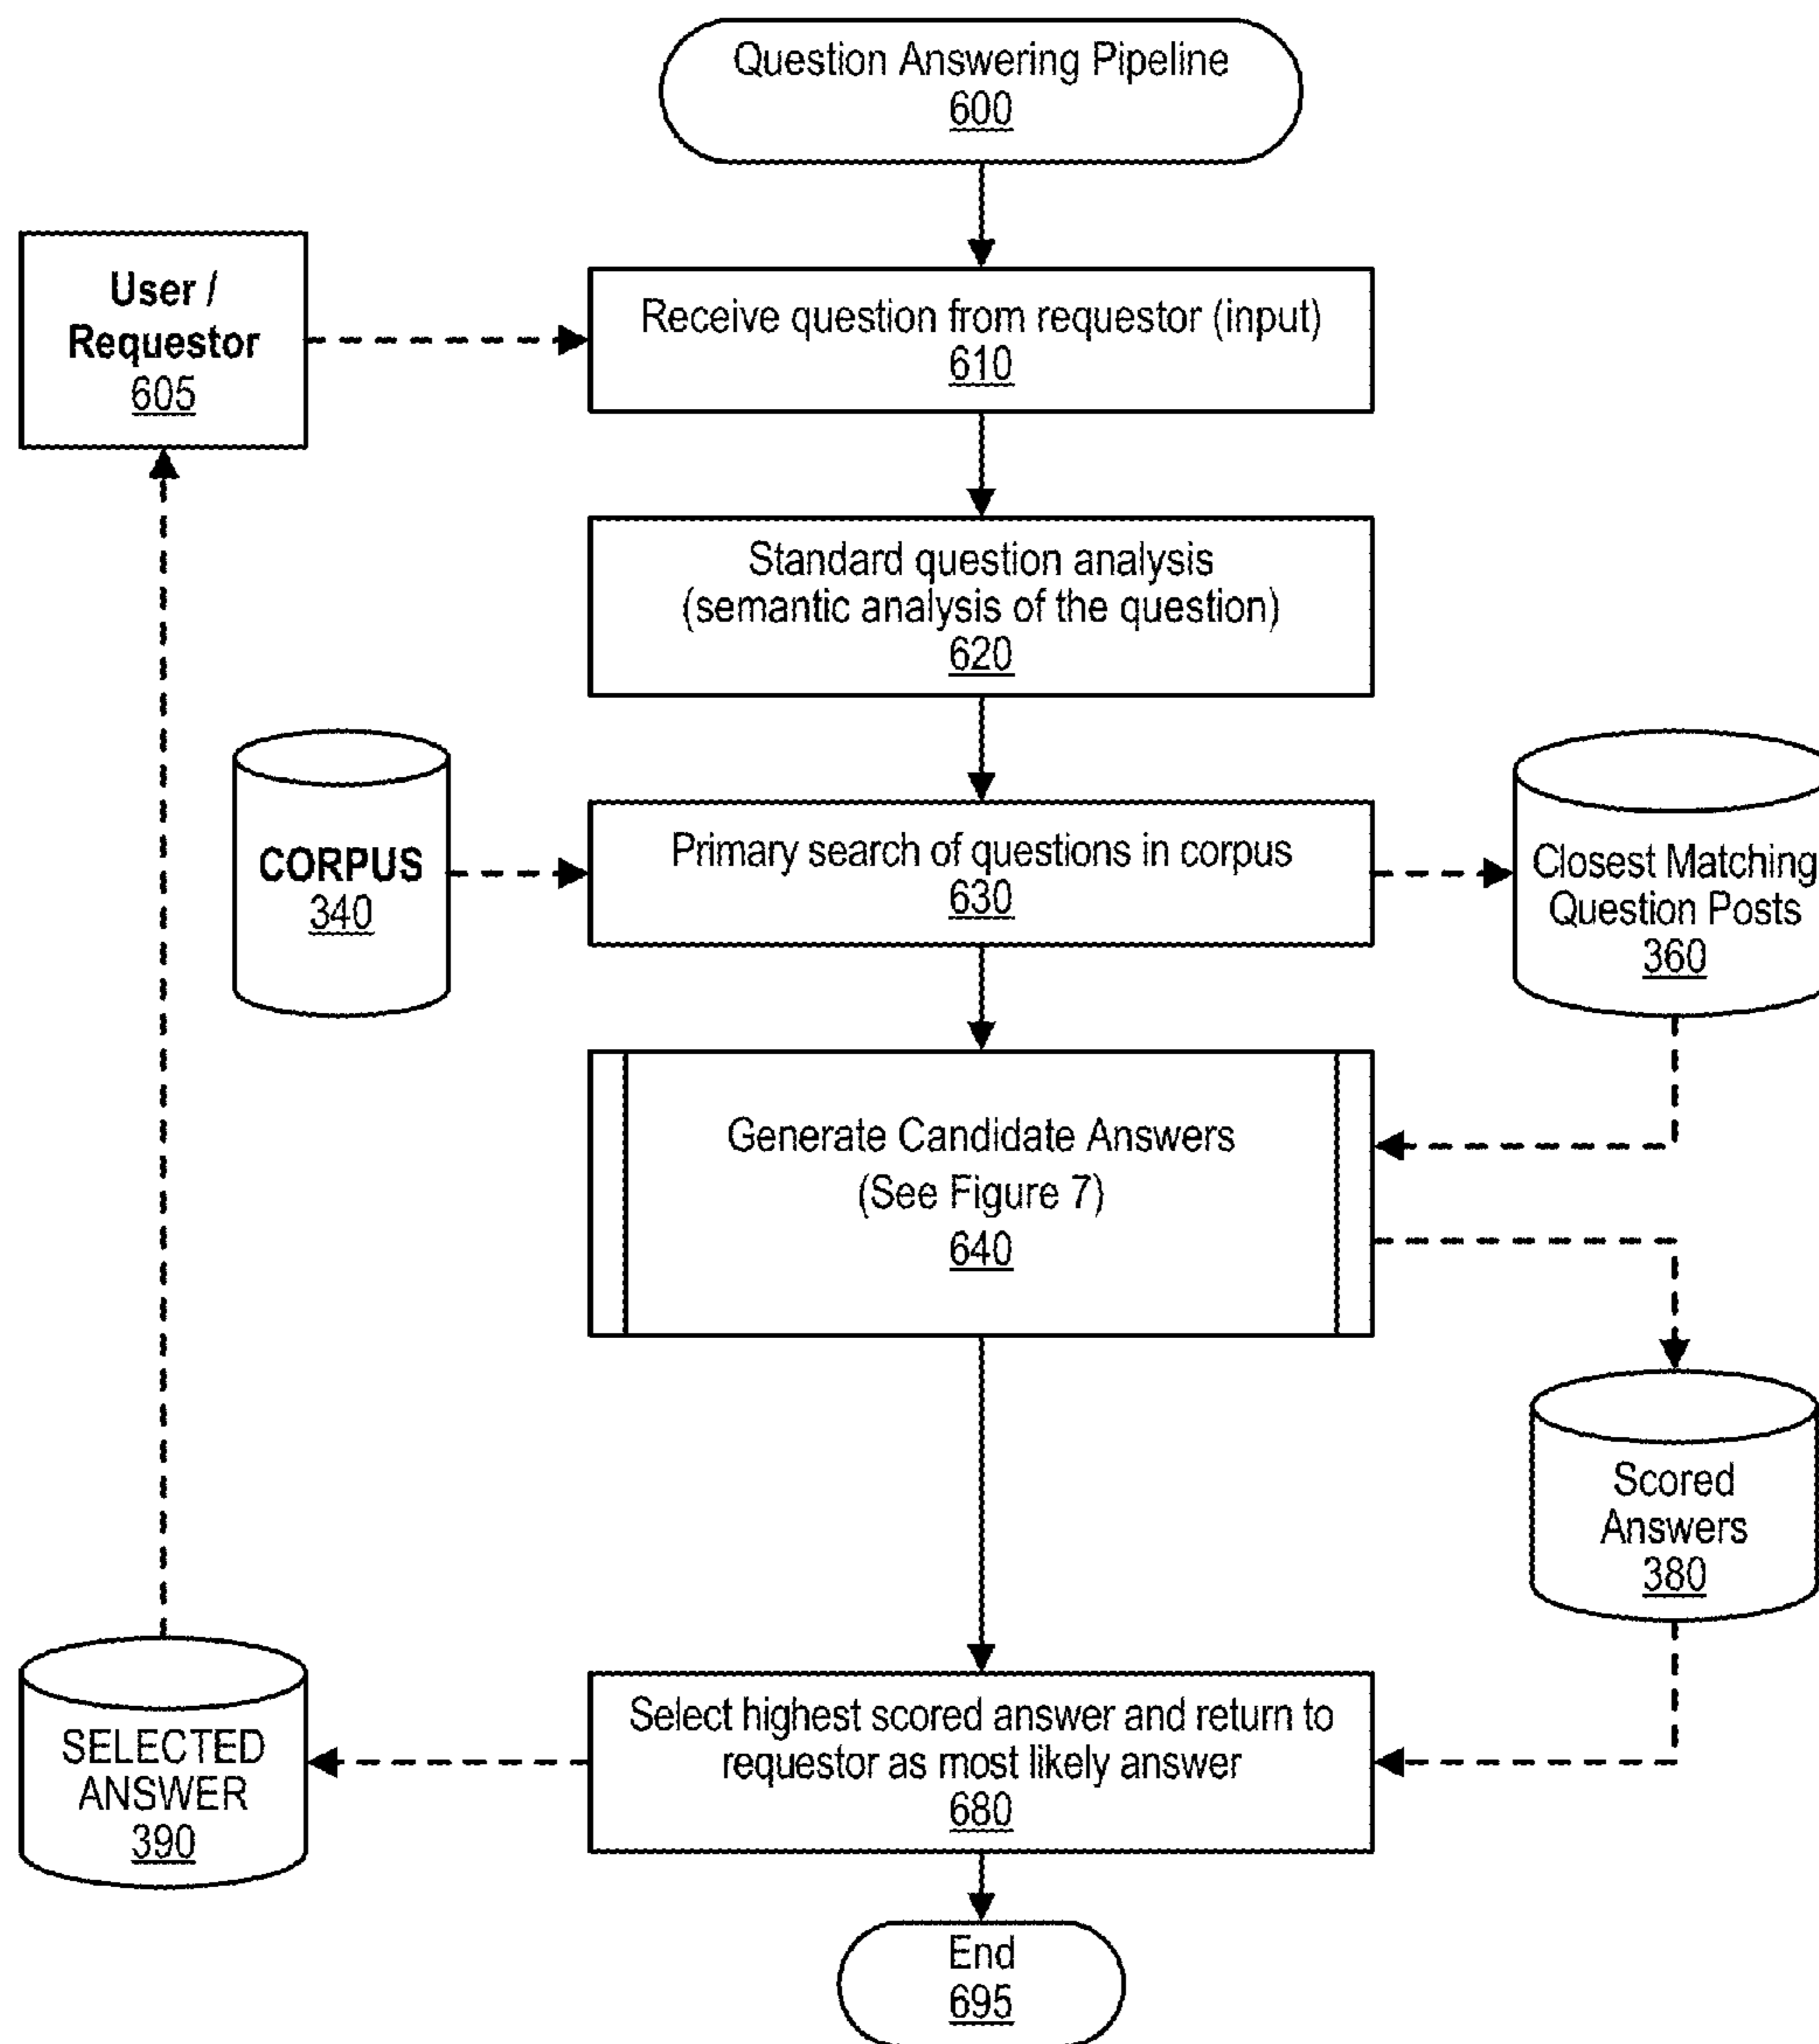 Question Answering Pipeline
600
User /
Requestor
605
Receive question from requestor (input)
610
Standard question analysis
(semantic analysis of the question)
620
CORPUS
340
Primary search of questions in corpus
630
Closest Matching
Question Posts
360
Generate Candidate Answers
(See Figure 7)
640
Scored
Answers
380
SELECTED
ANSWER
390
Select highest scored answer and return to
requestor as most likely answer
680
End
695